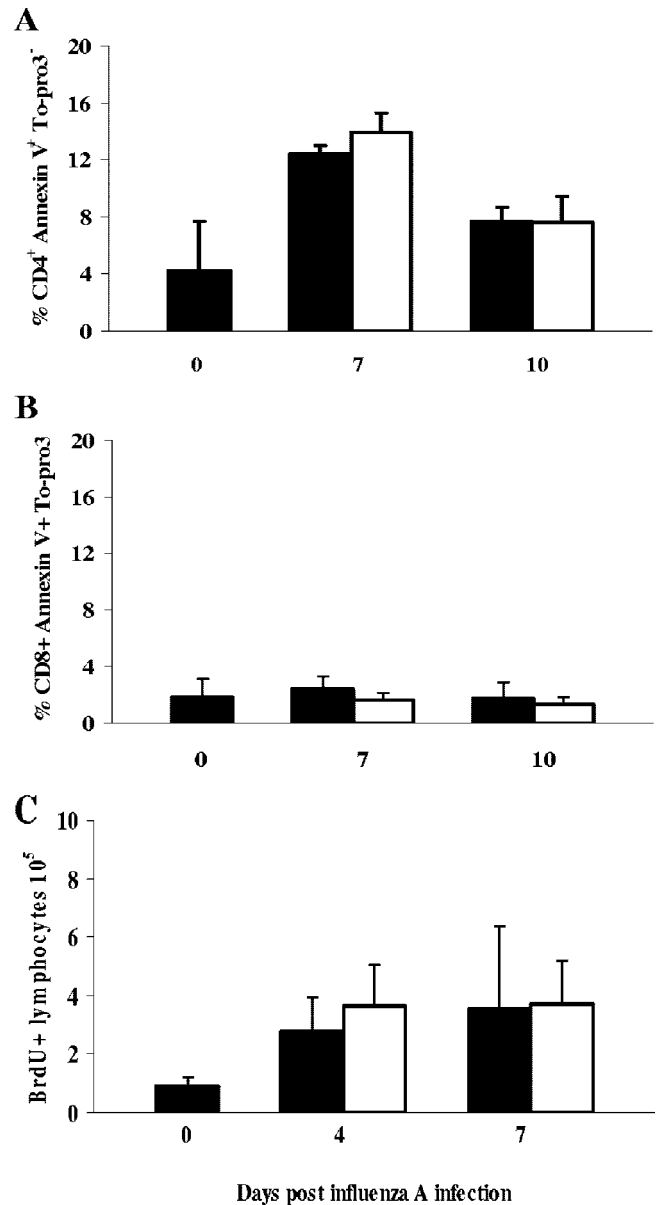 A
% CD4+ Annexin V+ To-pro3-
20
16
12
8
4
0
0 7 10
B
% CD8+ Annexin V+ To-pro3
20
16
12
8
4
0
0 7 10
C
BrdU+ lymphocytes 10⁵
10
8
6
4
2
0
0 4 7
Days post influenza A infection